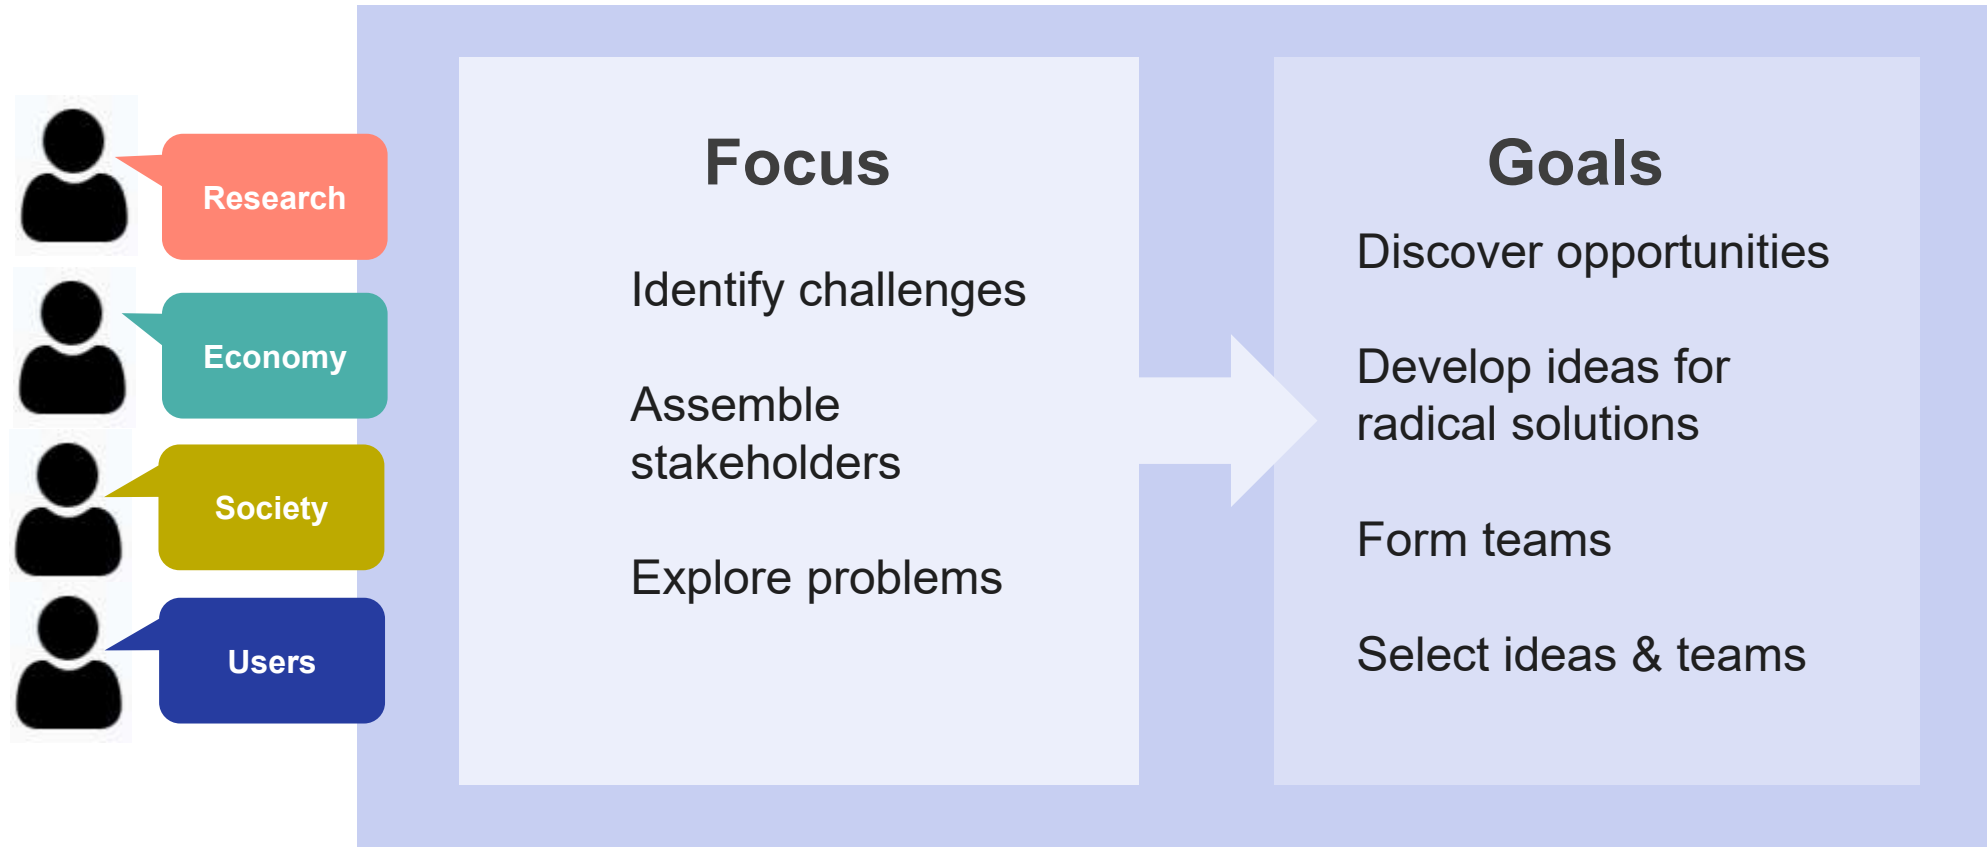 Research
Economy
Society
Users
Focus
Identify challenges
Assemble
stakeholders
Explore problems
Goals
Discover opportunities
Develop ideas for
radical solutions
Form teams
Select ideas & teams